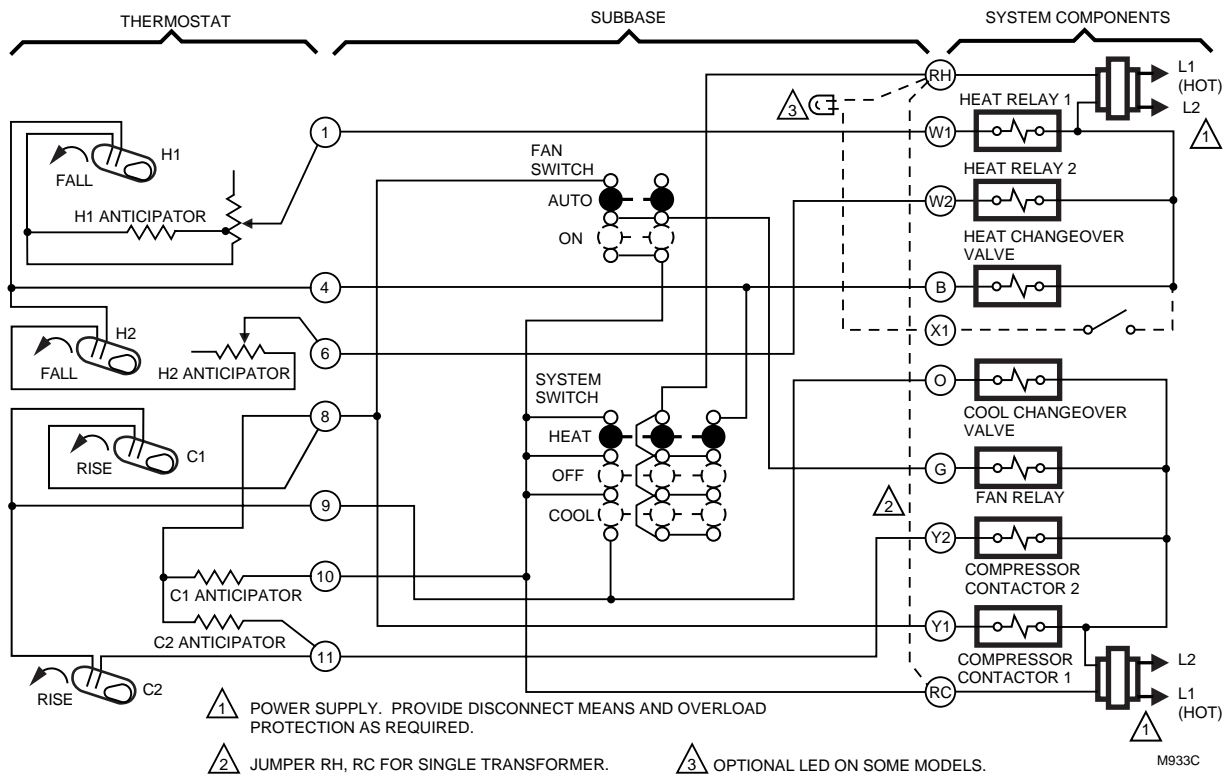 THERMOSTAT
SUBBASE
SYSTEM COMPONENTS
RH
L1
(HOT)
L2
1
3
HEAT RELAY 1
1
W1
H1
FALL
FAN
SWITCH
AUTO
ON
HEAT RELAY 2
W2
H1 ANTICIPATOR
HEAT CHANGEOVER
VALVE
4
B
X1
H2
FALL
H2 ANTICIPATOR
6
SYSTEM
SWITCH
HEAT
OFF
COOL
O
COOL CHANGEOVER
VALVE
8
RISE
C1
G
FAN RELAY
9
2
Y2
COMPRESSOR
CONTACTOR 2
10
C1 ANTICIPATOR
Y1
C2 ANTICIPATOR
11
COMPRESSOR
CONTACTOR 1
L2
L1
(HOT)
1
RISE
C2
RC
1 POWER SUPPLY. PROVIDE DISCONNECT MEANS AND OVERLOAD
PROTECTION AS REQUIRED.
2 JUMPER RH, RC FOR SINGLE TRANSFORMER.
3 OPTIONAL LED ON SOME MODELS.
M933C